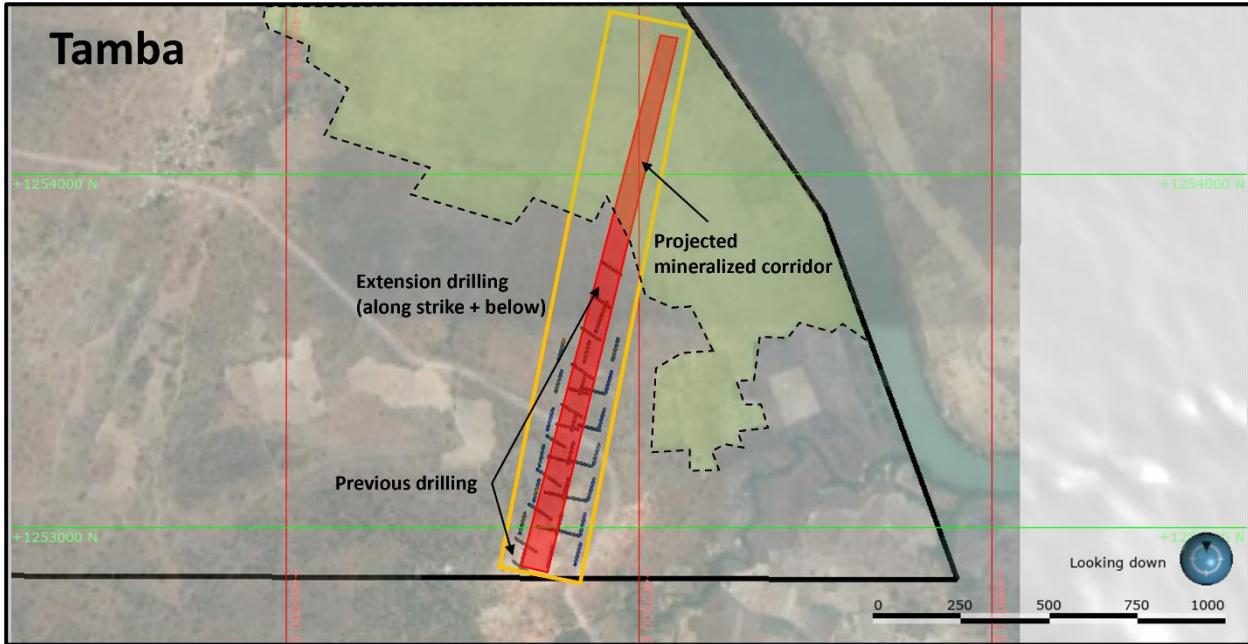 Tamba
+1254000 N
+1254000 N
Projected
mineralized corridor
Extension drilling
(along strike + below)
Previous drilling
+1253000 N
Looking down
0 250 500 750 1000